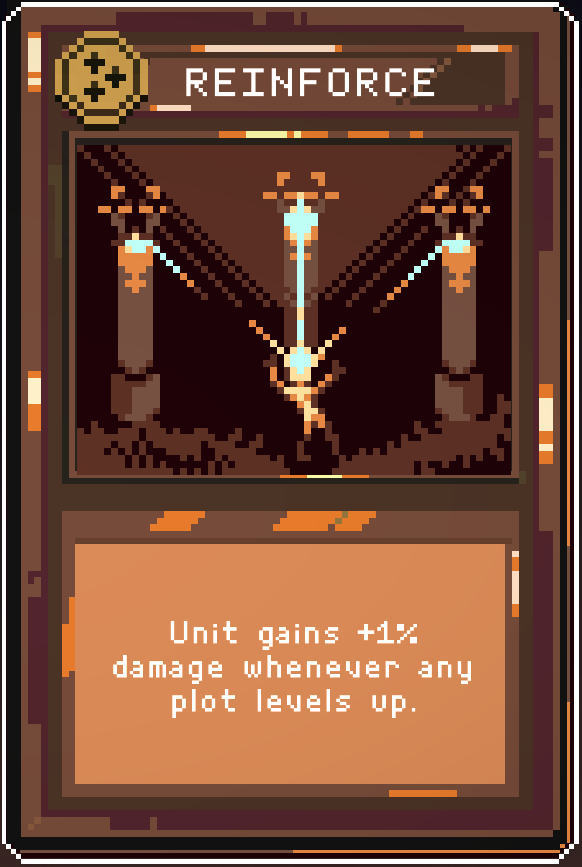 REINFORCE
Unit gains +1%
damage whenever any
plot levels up.